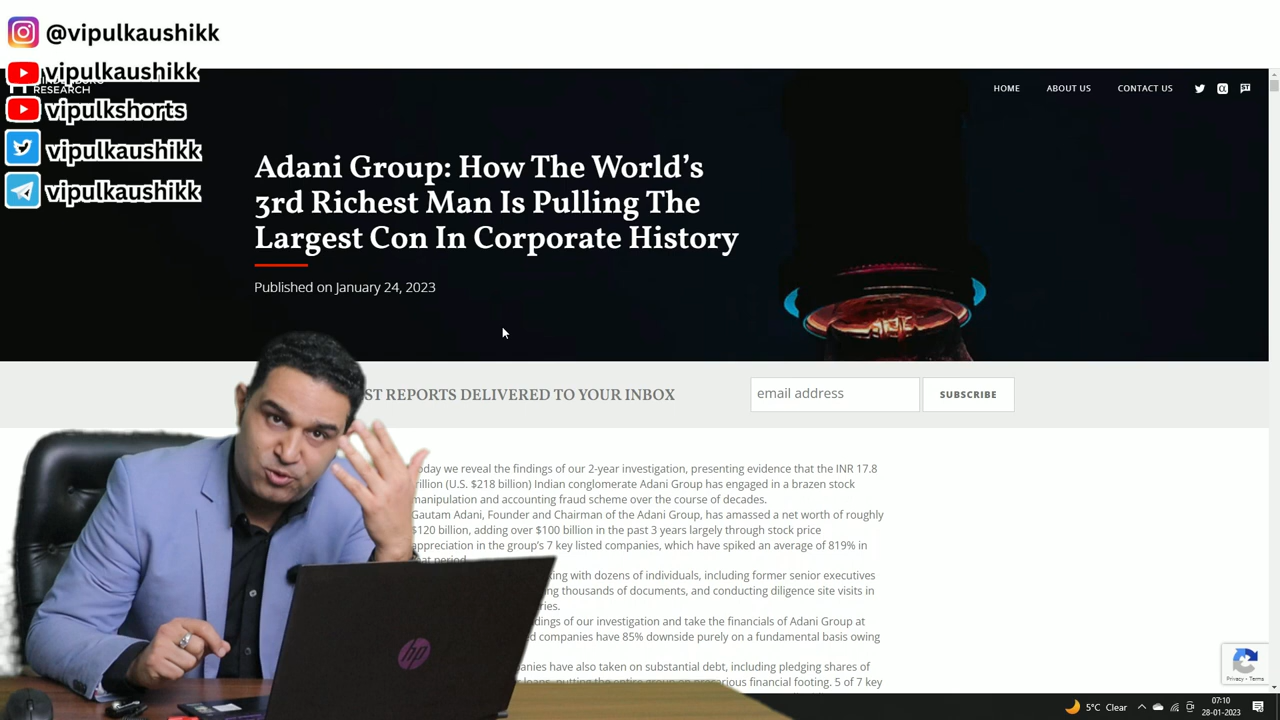 @vipulkaushikk
vipulkaushikk
RESEARCH
vipulkshorts
vipulkaushikk
vipulkaushikk
HOME ABOUT US CONTACT US
Adani Group: How The World's
3rd Richest Man Is Pulling The
Largest Con In Corporate History
Published on January 24, 2023
REPORTS DELIVERED TO YOUR INBOX
email address
SUBSCRIBE
we reveal the findings of our 2-year investigation, presenting evidence that the INR 17.8
(U.S. $218 billion) Indian conglomerate Adani Group has engaged in a brazen stock
manipulation and accounting fraud scheme over the course of decades.
Gautam Adani, Founder and Chairman of the Adani Group, has amassed a net worth of roughly
$120 billion, adding over $100 billion in the past 3 years largely through stock price
appreciation in the group's 7 key listed companies, which have spiked an average of 819% in
that period.
with dozens of individuals, including former senior executives
thousands of documents, and conducting diligence site visits in
of our investigation and take the financials of Adani Group at
companies have 85% downside purely on a fundamental basis owing
have also taken on substantial debt, including pledging shares of
loans, putting the entire group on precarious financial footing. 5 of 7 key
hp
Privacy - Terms
5°C Clear
07:10
28-01-2023